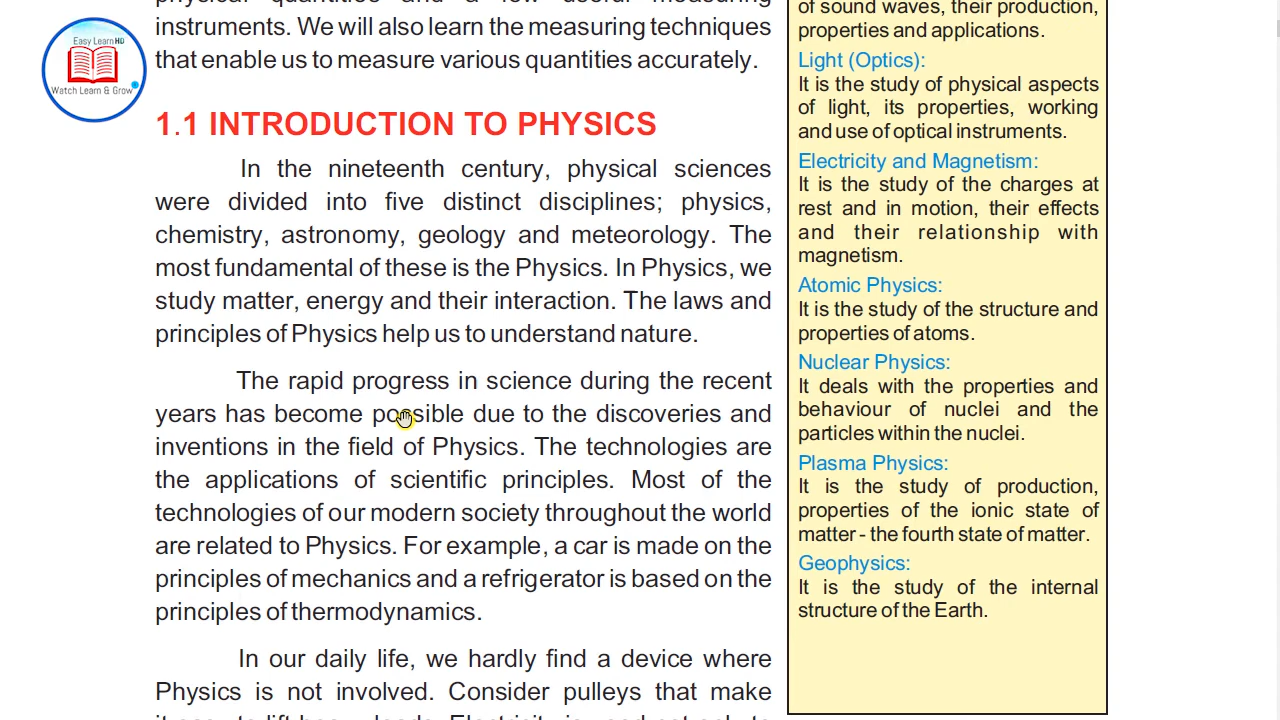 Easy Learn HD
Watch Learn & Grow
instruments. We will also learn the measuring techniques
that enable us to measure various quantities accurately.
1.1 INTRODUCTION TO PHYSICS
In the nineteenth century, physical sciences
were divided into five distinct disciplines; physics,
chemistry, astronomy, geology and meteorology. The
most fundamental of these is the Physics. In Physics, we
study matter, energy and their interaction. The laws and
principles of Physics help us to understand nature.
The rapid progress in science during the recent
years has become possible due to the discoveries and
inventions in the field of Physics. The technologies are
the applications of scientific principles. Most of the
technologies of our modern society throughout the world
are related to Physics. For example, a car is made on the
principles of mechanics and a refrigerator is based on the
principles of thermodynamics.
In our daily life, we hardly find a device where
Physics is not involved. Consider pulleys that make
of sound waves, their production,
properties and applications.
Light (Optics):
It is the study of physical aspects
of light, its properties, working
and use of optical instruments.
Electricity and Magnetism:
It is the study of the charges at
rest and in motion, their effects
and their relationship with
magnetism.
Atomic Physics:
It is the study of the structure and
properties of atoms.
Nuclear Physics:
It deals with the properties and
behaviour of nuclei and the
particles within the nuclei.
Plasma Physics:
It is the study of production,
properties of the ionic state of
matter - the fourth state of matter.
Geophysics:
It is the study of the internal
structure of the Earth.